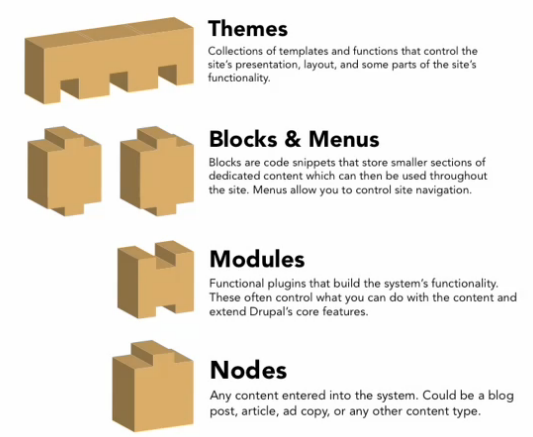 Themes
Collections of templates and functions that control the
site's presentation, layout, and some parts of the site's
functionality.
Blocks & Menus
Blocks are code snippets that store smaller sections of
dedicated content which can then be used throughout
the site. Menus allow you to control site navigation.
Modules
Functional plugins that build the system's functionality.
These often control what you can do with the content and
extend Drupal's core features.
Nodes
Any content entered into the system. Could be a blog
post, article, ad copy, or any other content type.